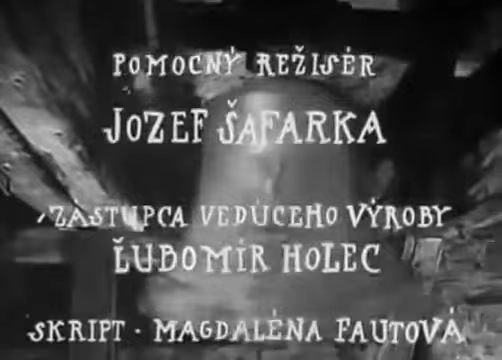 POMOCNÝ REŽISÉR
JOZEF ŠAFARKA
ZÁSTUPCA VEDÚCEHO VÝROBY
ĽUBOMÍR HOLEC
SKRIPT · MAGDALÉNA FAUTOVÁ